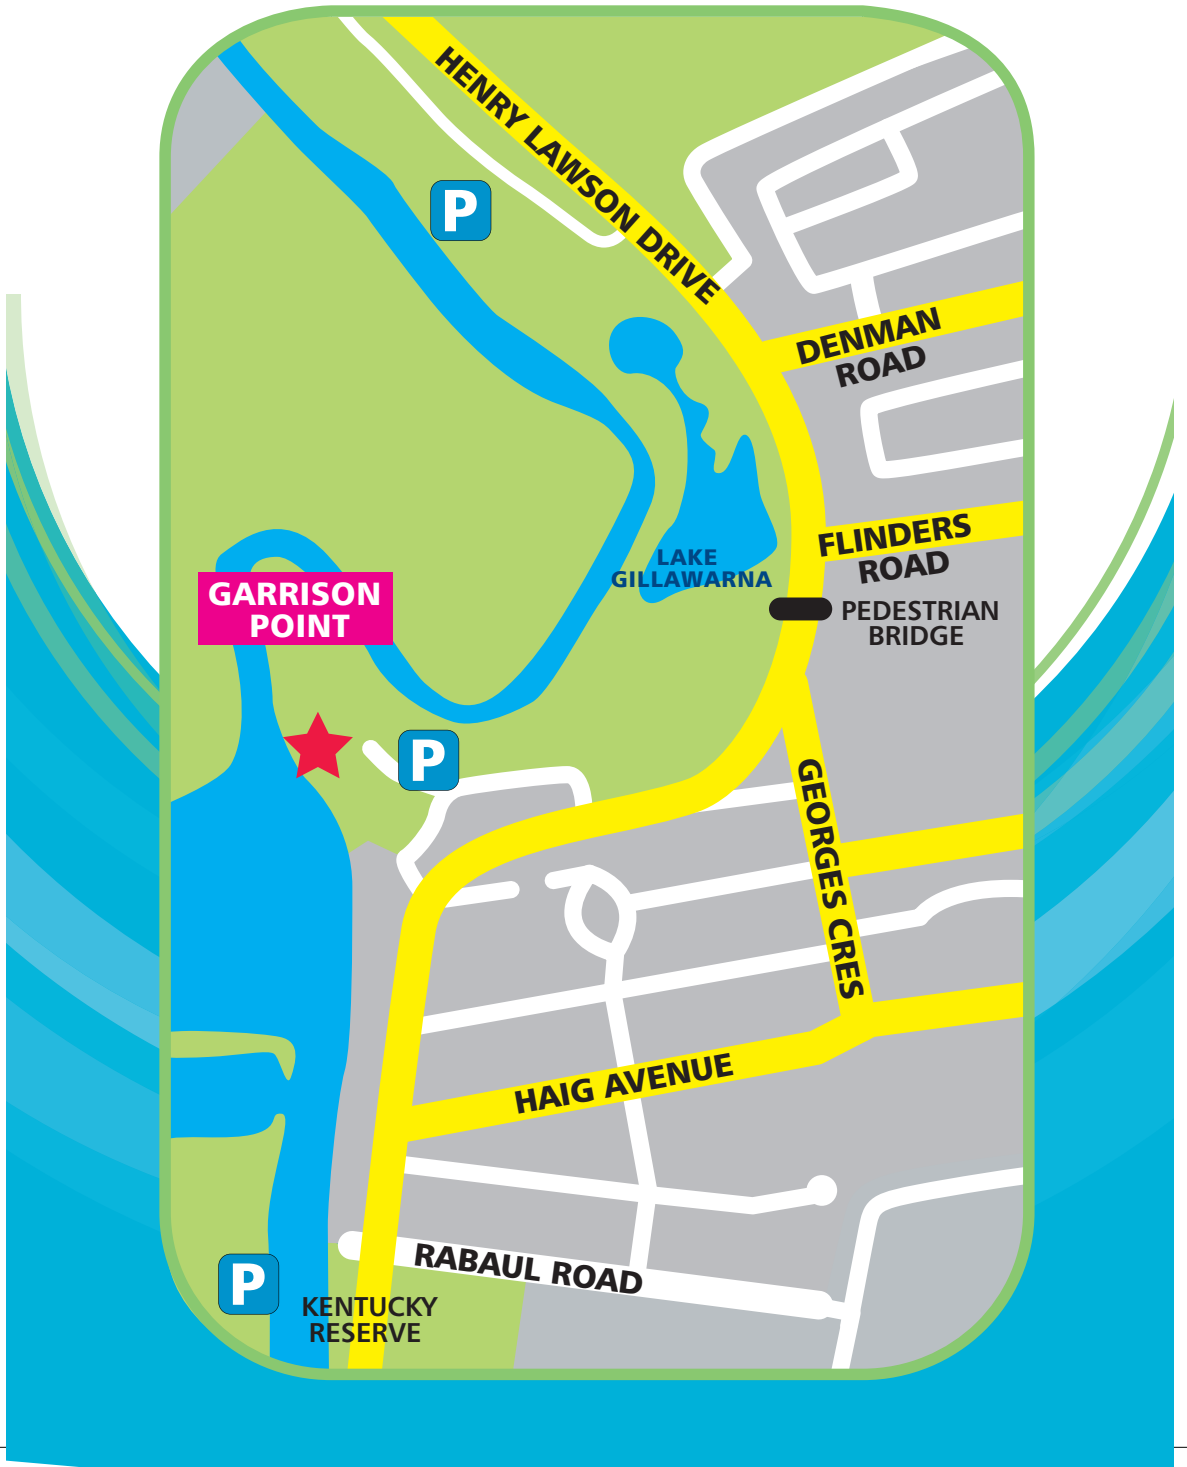 HENRY LAWSON DRIVE
P
DENMAN
ROAD
FLINDERS
ROAD
LAKE
GILLAWARNA
GARRISON
POINT
PEDESTRIAN
BRIDGE
P
GEORGES CRES
HAIG AVENUE
RABAUL ROAD
P
KENTUCKY
RESERVE